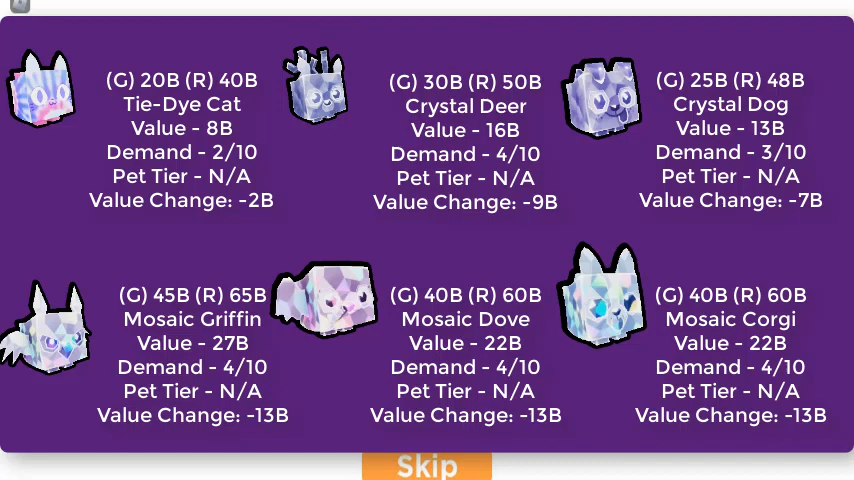 (G) 20B (R) 40B
Tie-Dye Cat
Value - 8B
Demand - 2/10
Pet Tier - N/A
Value Change: -2B
(G) 30B (R) 50B
Crystal Deer
Value - 16B
Demand - 4/10
Pet Tier - N/A
Value Change: -9B
(G) 25B (R) 48B
Crystal Dog
Value - 13B
Demand - 3/10
Pet Tier - N/A
Value Change: -7B
(G) 45B (R) 65B
Mosaic Griffin
Value - 27B
Demand - 4/10
Pet Tier - N/A
Value Change: -13B
(G) 40B (R) 60B
Mosaic Dove
Value - 22B
Demand - 4/10
Pet Tier - N/A
Value Change: -13B
(G) 40B (R) 60B
Mosaic Corgi
Value - 22B
Demand - 4/10
Pet Tier - N/A
Value Change: -13B
Skip